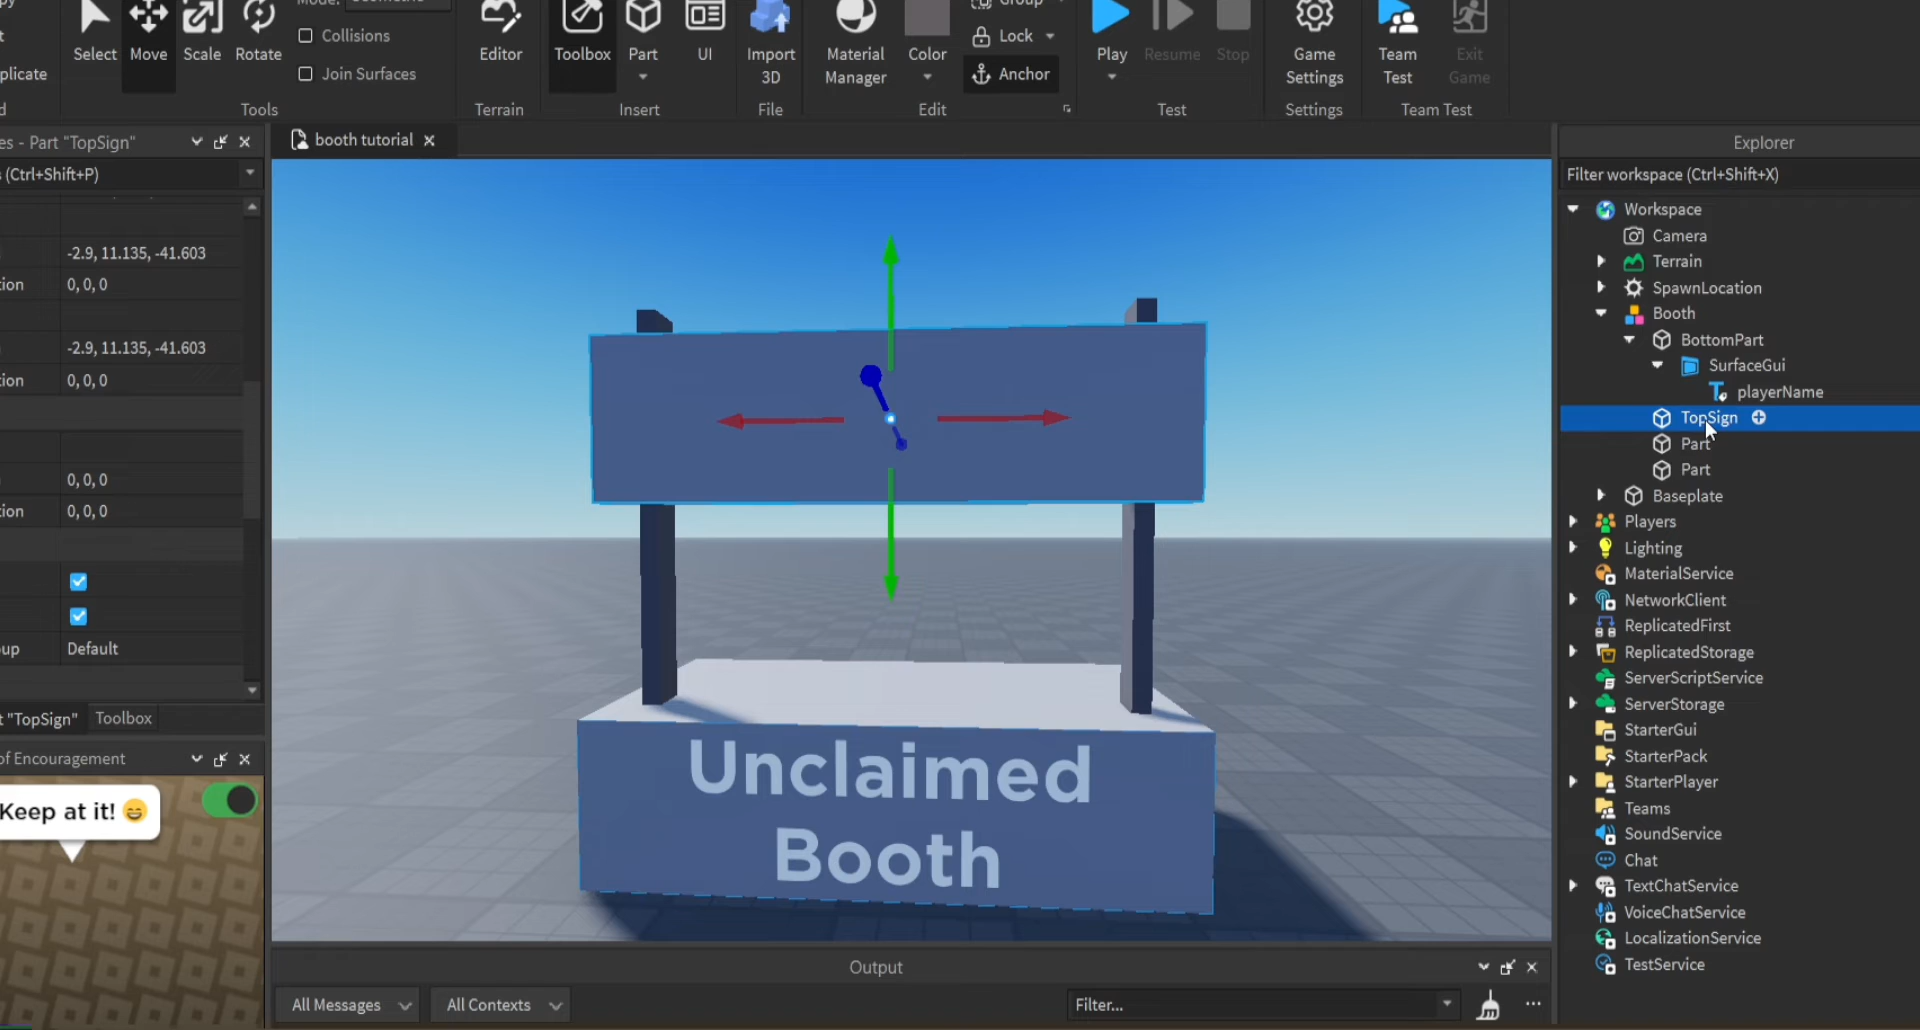 Select Move Scale Rotate
Collisions
Join Surfaces
plicate
Tools
Editor
Terrain
Toolbox Part UI
Insert
Import
3D
File
Material
Manager
Color
Lock
Anchor
Edit
Play Resume Stop
Test
Game
Settings
Settings
Team
Test
Exit
Game
Team Test
es - Part "TopSign"
(Ctrl+Shift+P)
-2.9, 11.135, -41.603
tion 0, 0, 0
-2.9, 11.135, -41.603
tion 0, 0, 0
0, 0, 0
tion 0, 0, 0
oup Default
t "TopSign" Toolbox
of Encouragement
Keep at it! 😄
booth tutorial
Unclaimed
Booth
Output
All Messages All Contexts Filter...
Explorer
Filter workspace (Ctrl+Shift+X)
Workspace
Camera
Terrain
SpawnLocation
Booth
BottomPart
SurfaceGui
playerName
TopSign
Part
Part
Baseplate
Players
Lighting
MaterialService
NetworkClient
ReplicatedFirst
ReplicatedStorage
ServerScriptService
ServerStorage
StarterGui
StarterPack
StarterPlayer
Teams
SoundService
Chat
TextChatService
VoiceChatService
LocalizationService
TestService